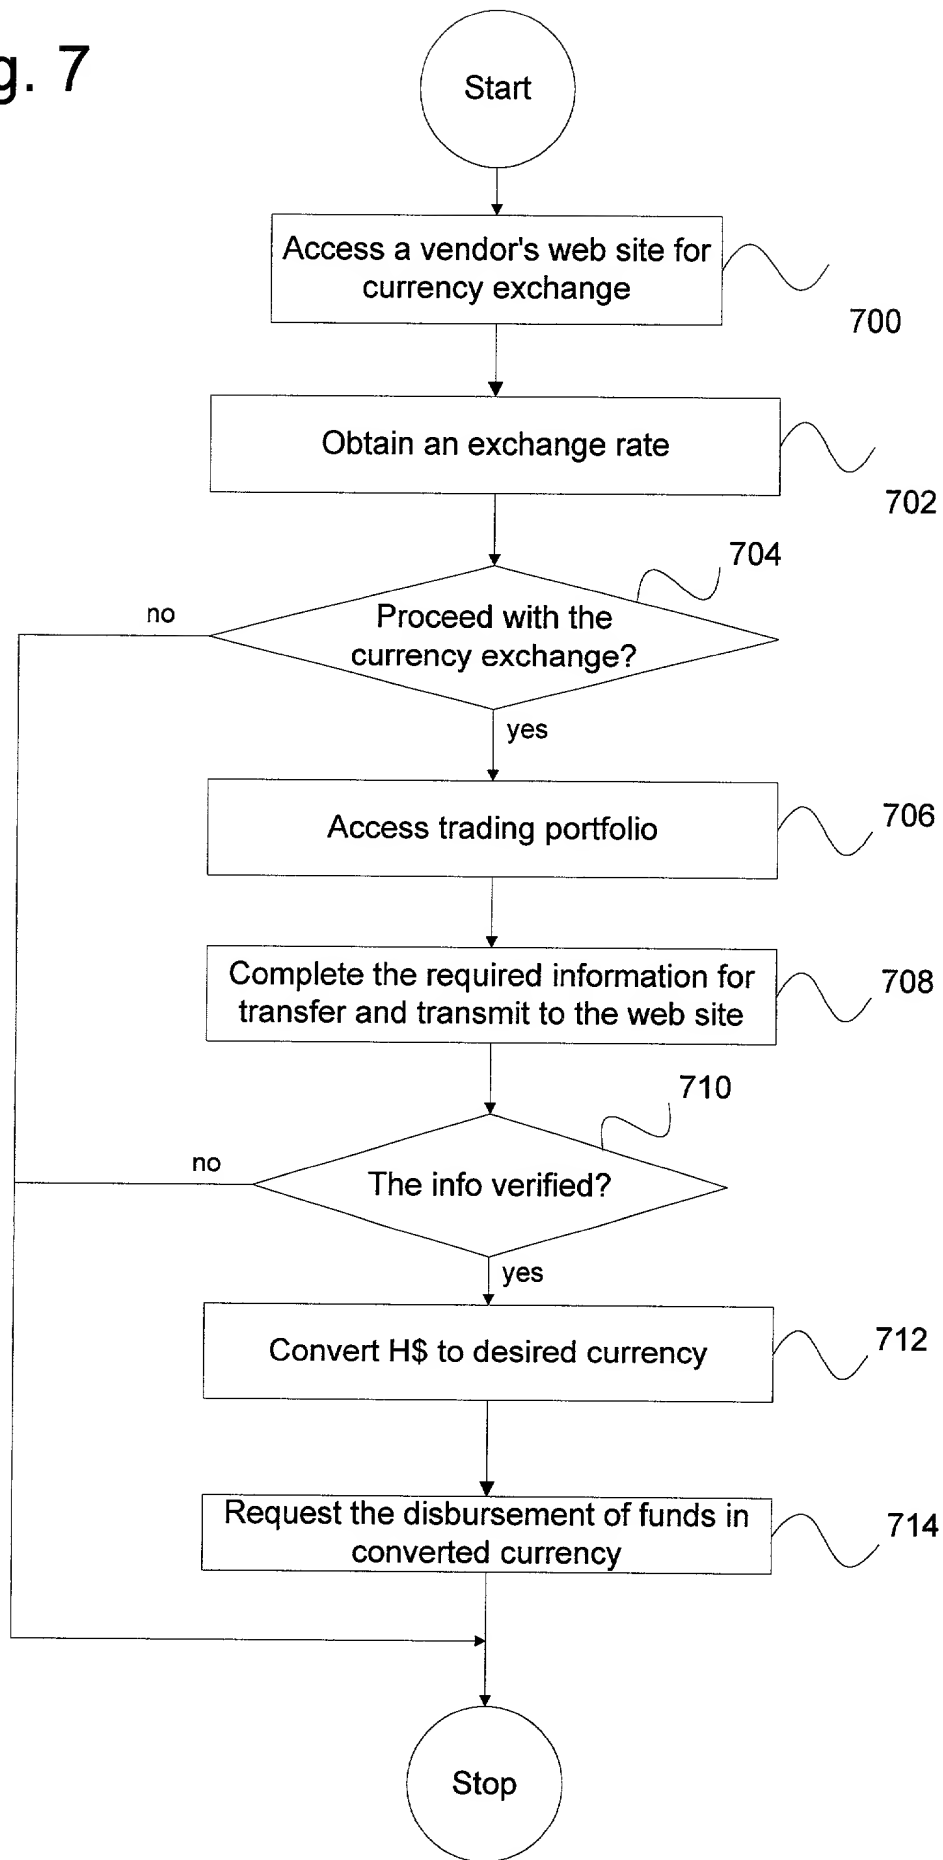 g. 7
Start
Access a vendor's web site for
currency exchange
700
Obtain an exchange rate
702
704
Proceed with the
currency exchange?
no
yes
Access trading portfolio
706
Complete the required information for
transfer and transmit to the web site
708
710
The info verified?
no
yes
Convert H$ to desired currency
712
Request the disbursement of funds in
converted currency
714
Stop